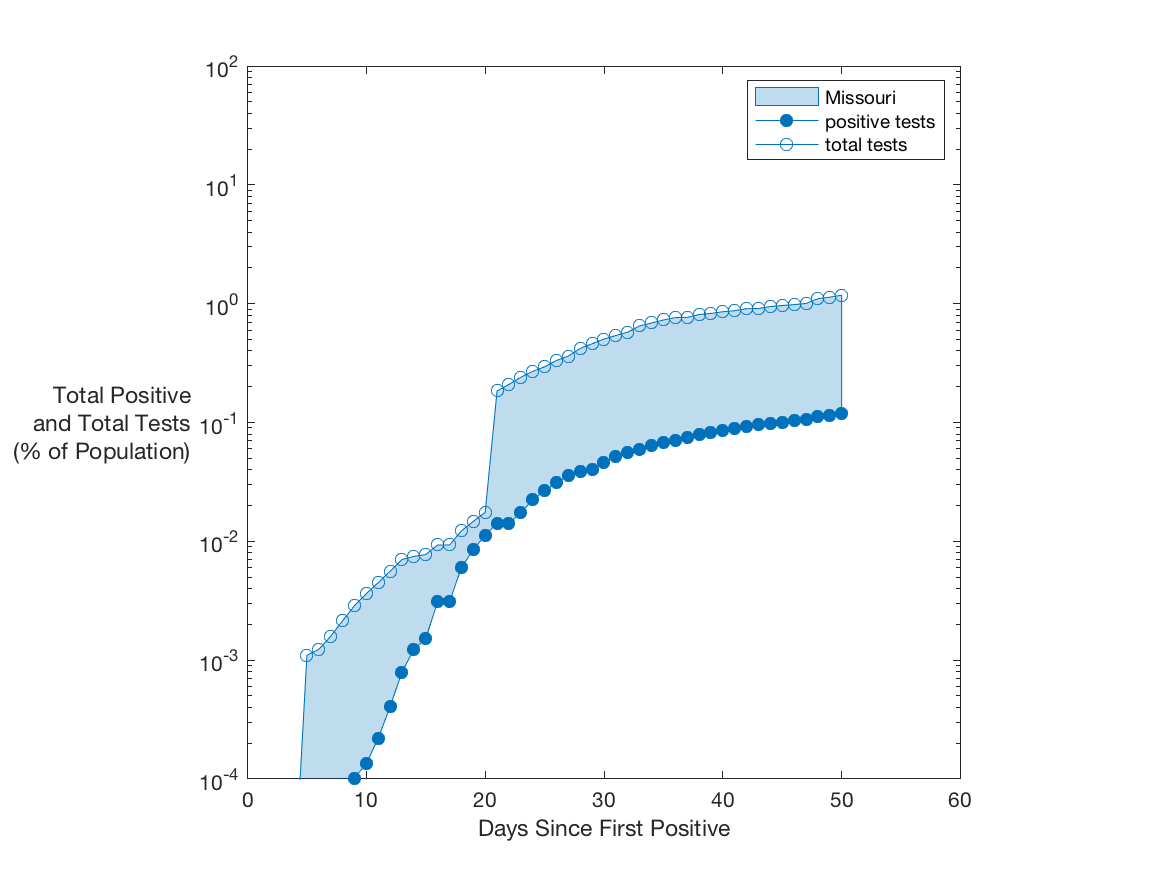 10^2
10^1
10^0
10^-1
10^-2
10^-3
10^-4
Total Positive
and Total Tests
(% of Population)
Missouri
positive tests
total tests
0 10 20 30 40 50 60
Days Since First Positive